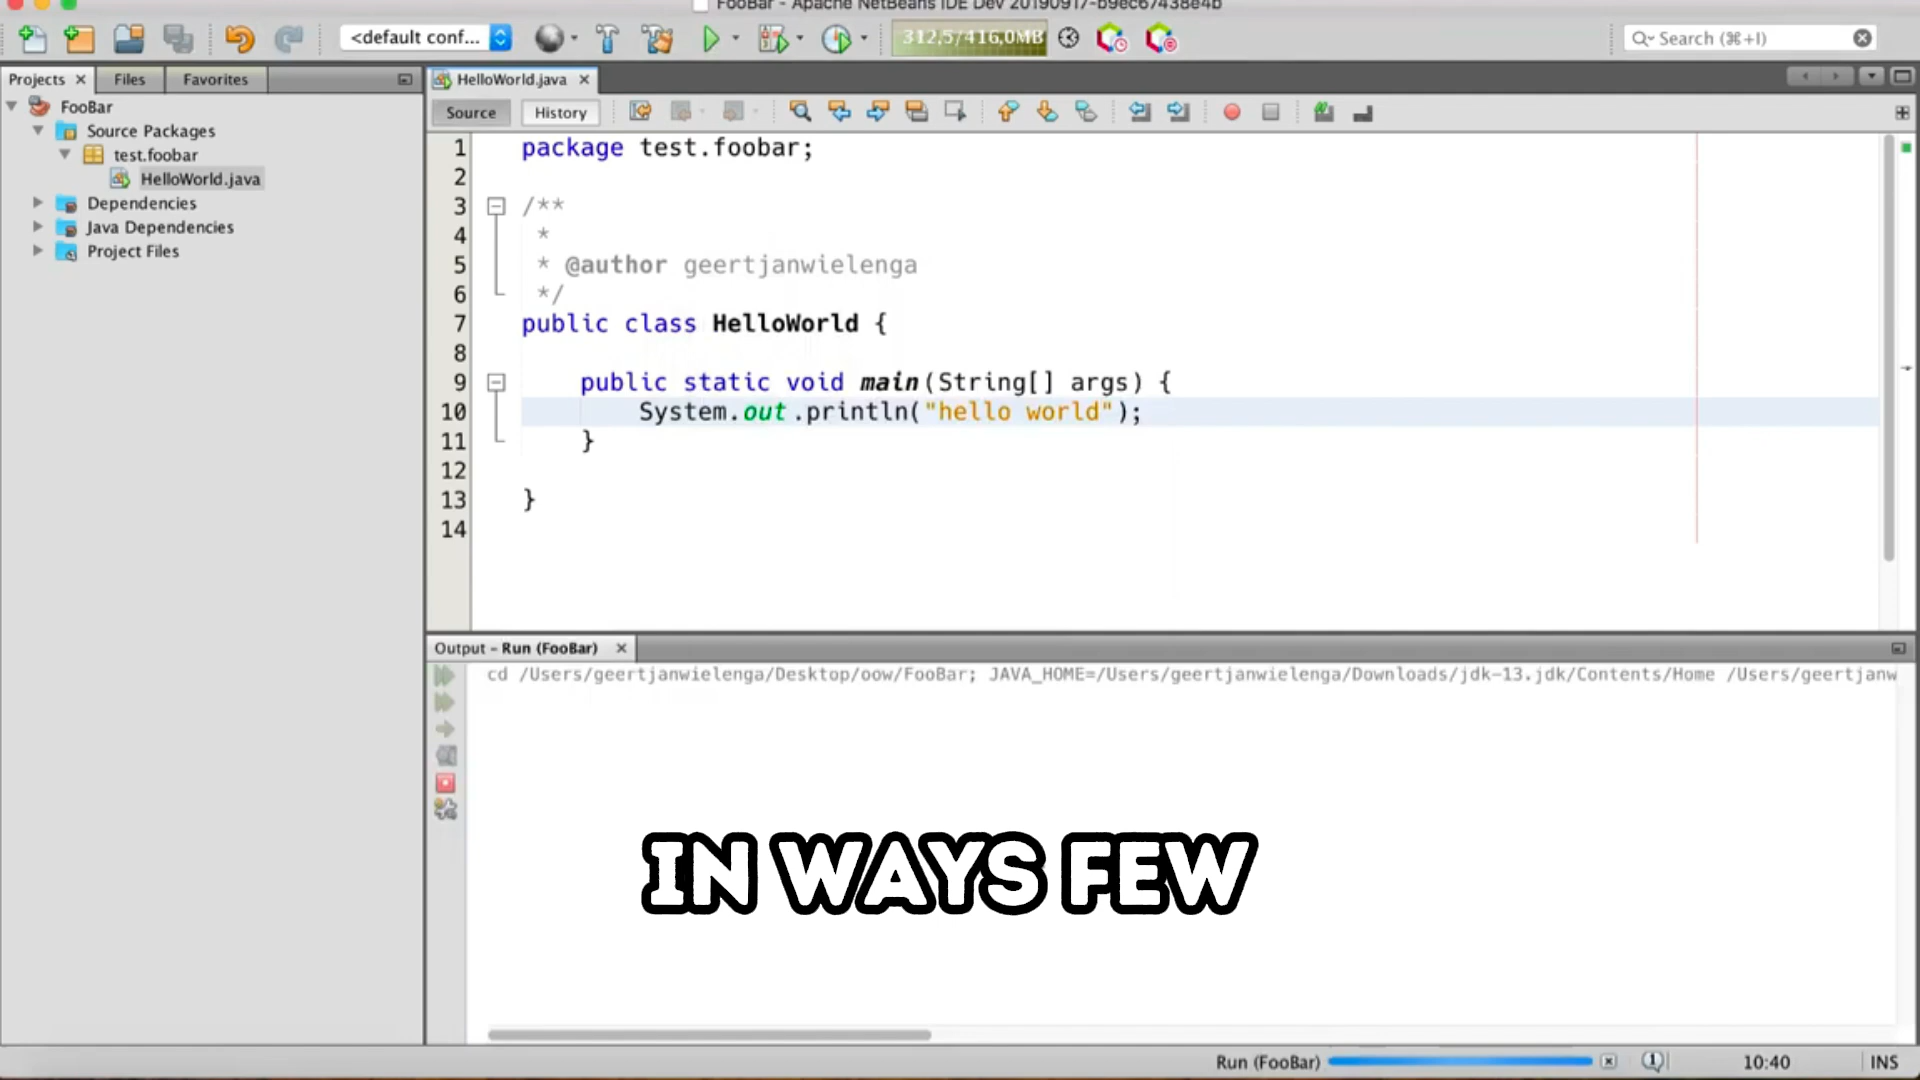 FooBar - Apache NetBeans IDE Dev 20190917-b9ec67438e4b
<default conf...
312,5/416,0MB
Search (⌘+I)
Projects
Files
Favorites
HelloWorld.java
FooBar
Source Packages
test.foobar
HelloWorld.java
Dependencies
Java Dependencies
Project Files
Source
History
1 package test.foobar;
2
3 /**
4 *
5 * @author geertjanwielenga
6 */
7 public class HelloWorld {
8
9 public static void main(String[] args) {
10 System.out.println("hello world");
11 }
12
13 }
14
Output - Run (FooBar)
cd /Users/geertjanwielenga/Desktop/oow/FooBar; JAVA_HOME=/Users/geertjanwielenga/Downloads/jdk-13.jdk/Contents/Home /Users/geertjanw
IN WAYS FEW
Run (FooBar)
10:40
INS